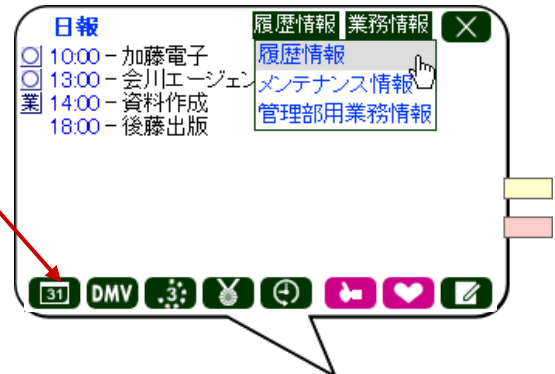 日報 履歴情報 業務情報
○ 10:00 - 加藤電子
○ 13:00 - 会川エージェン
業 14:00 - 資料作成
18:00 - 後藤出版
履歴情報
メンテナンス情報
管理部用業務情報
31 DMV .3: